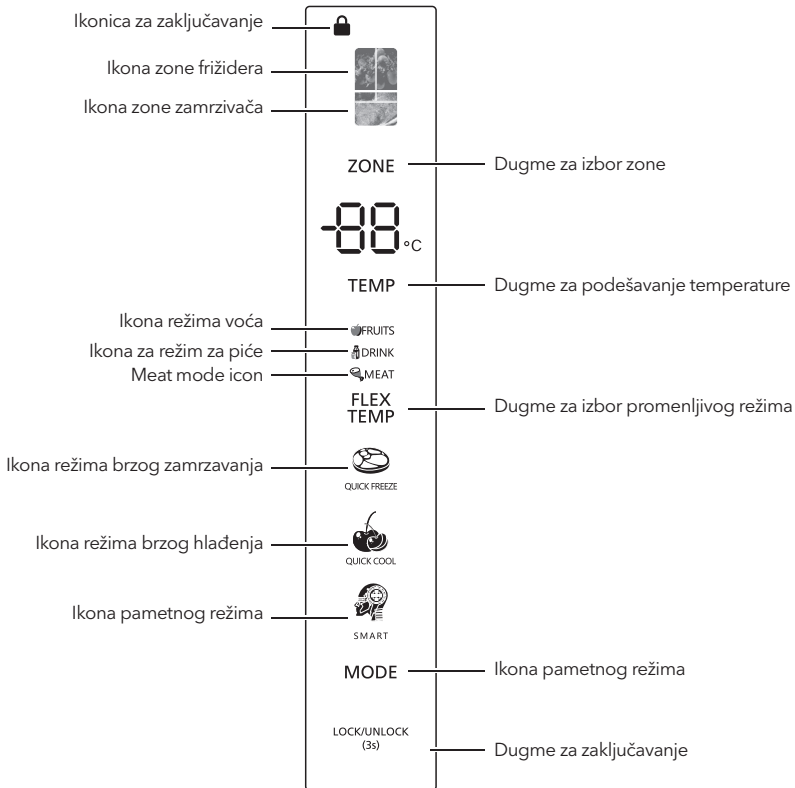 Ikonica za zaključavanje
Ikona zone frižidera
Ikona zone zamrzivača
ZONE
Dugme za izbor zone
-88°C
TEMP
Dugme za podešavanje temperature
Ikona režima voća
FRUITS
Ikona za režim za piće
DRINK
Meat mode icon
MEAT
FLEX
TEMP
Dugme za izbor promenljivog režima
Ikona režima brzog zamrzavanja
QUICK FREEZE
Ikona režima brzog hlađenja
QUICK COOL
Ikona pametnog režima
SMART
MODE
Ikona pametnog režima
LOCK/UNLOCK
(3s)
Dugme za zaključavanje